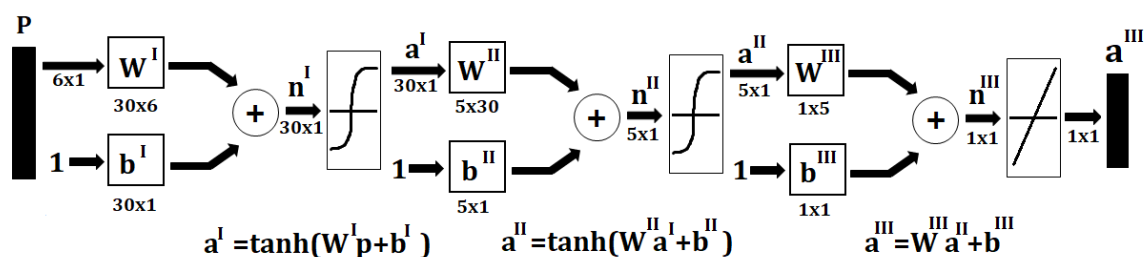 P
6x1
W^I
30x6
1
b^I
30x1
+
n^I
30x1
a^I
30x1
W^II
5x30
1
b^II
5x1
+
n^II
5x1
a^II
5x1
W^III
1x5
1
b^III
1x1
+
n^III
1x1
1x1
a^III
a^I =tanh(W^I p+b^I )
a^II =tanh(W^II a^I +b^II )
a^III =W^III a^II +b^III